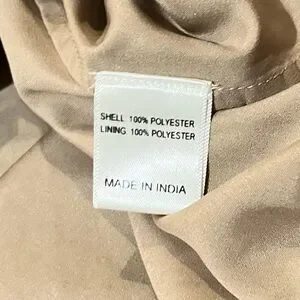 SHELL 100% POLYESTER
LINING 100% POLYESTER
MADE IN INDIA